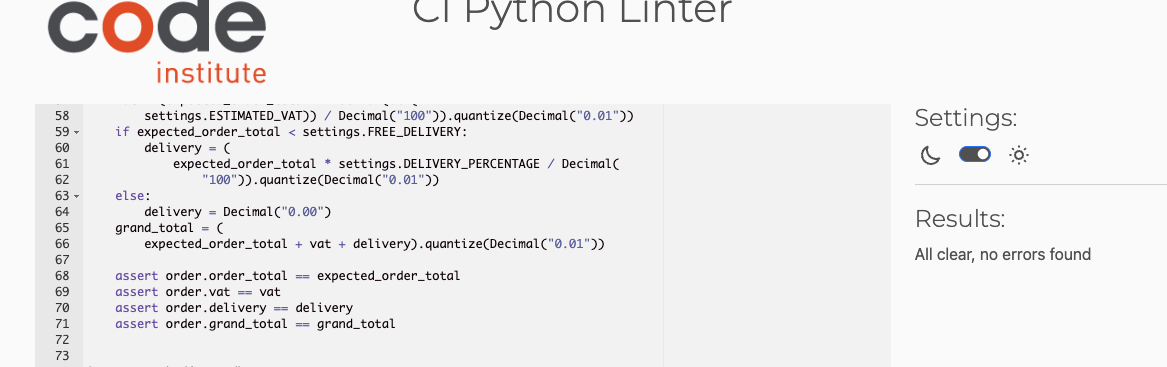 code
institute
CI Python Linter
58 settings.ESTIMATED_VAT)) / Decimal("100")).quantize(Decimal("0.01"))
59 if expected_order_total < settings.FREE_DELIVERY:
60 delivery = (
61 expected_order_total * settings.DELIVERY_PERCENTAGE / Decimal(
62 "100")).quantize(Decimal("0.01"))
63 else:
64 delivery = Decimal("0.00")
65 grand_total = (
66 expected_order_total + vat + delivery).quantize(Decimal("0.01"))
67
68 assert order.order_total == expected_order_total
69 assert order.vat == vat
70 assert order.delivery == delivery
71 assert order.grand_total == grand_total
72
73
Settings:
Results:
All clear, no errors found